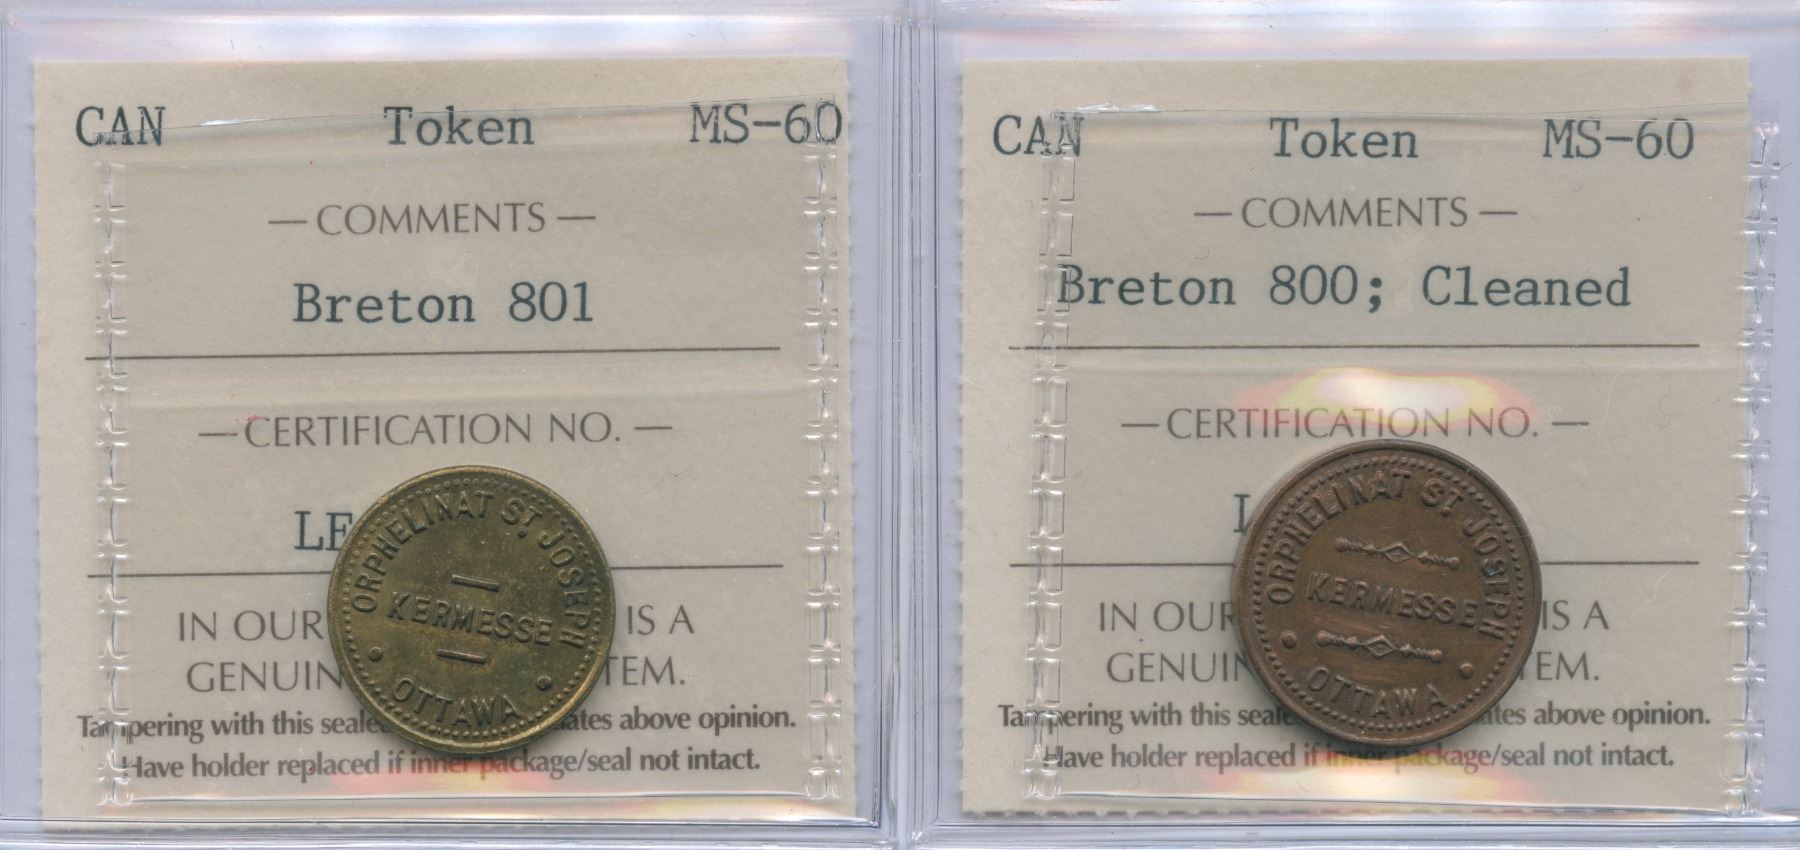 CAN Token MS-60
— COMMENTS —
Breton 801
— CERTIFICATION NO. —
LE
IN OUR IS A
GENUIN TEM.
Tampering with this seale ates above opinion.
Have holder replaced if inner package/seal not intact.
ORPHELINAT ST. JOSEPH
KERMESSE
OTTAWA
CAN Token MS-60
— COMMENTS —
Breton 800; Cleaned
— CERTIFICATION NO. —
IN OUR IS A
GENUIN TEM.
Tampering with this seale ates above opinion.
Have holder replaced if inner package/seal not intact.
ORPHELINAT ST. JOSEPH
KERMESSE
OTTAWA